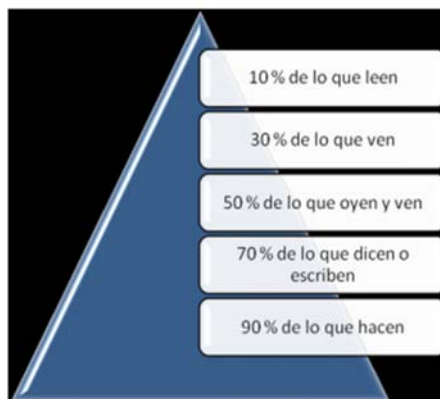 10 % de lo que leen
30 % de lo que ven
50 % de lo que oyen y ven
70 % de lo que dicen o
escriben
90 % de lo que hacen